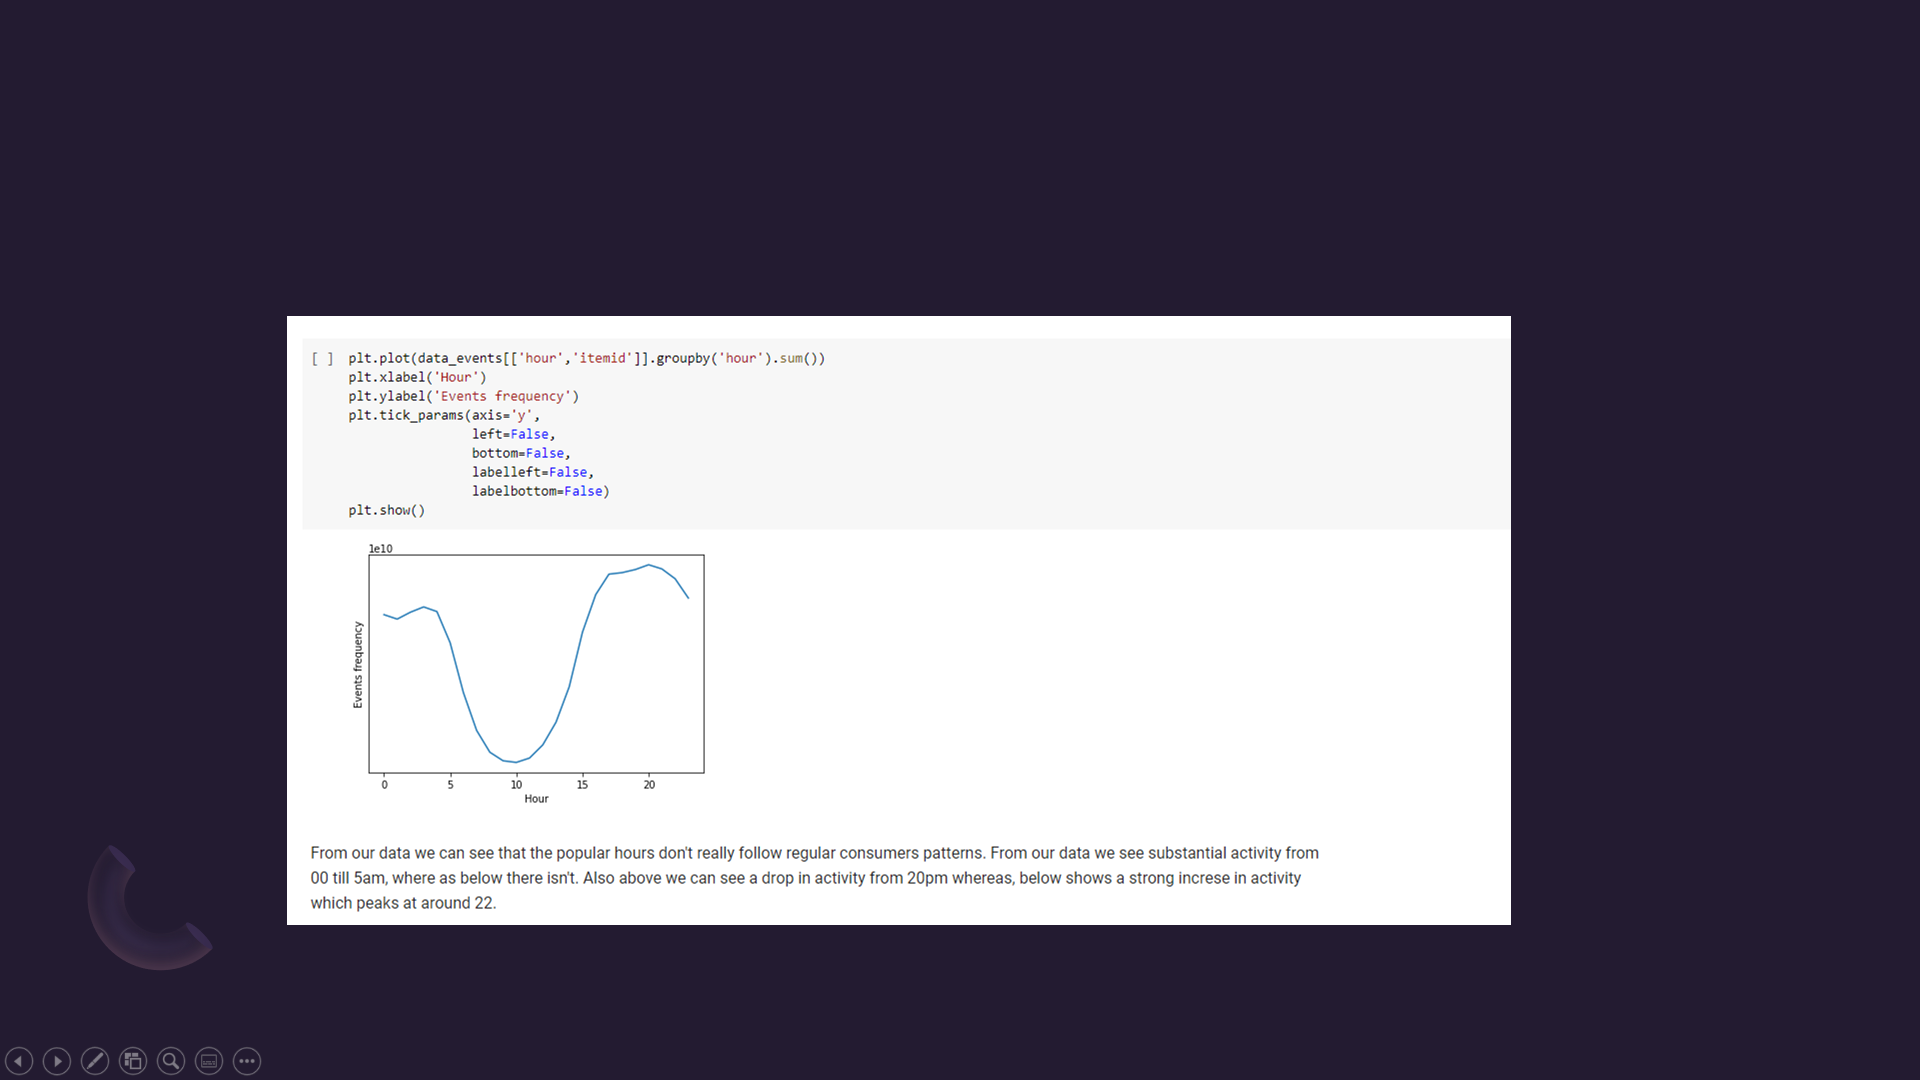 [ ] plt.plot(data_events[['hour','itemid']].groupby('hour').sum())
plt.xlabel('Hour')
plt.ylabel('Events frequency')
plt.tick_params(axis='y',
left=False,
bottom=False,
labelleft=False,
labelbottom=False)
plt.show()
1e10
Events frequency
0 5 10 15 20
Hour
From our data we can see that the popular hours don't really follow regular consumers patterns. From our data we see substantial activity from
00 till 5am, where as below there isn't. Also above we can see a drop in activity from 20pm whereas, below shows a strong increse in activity
which peaks at around 22.